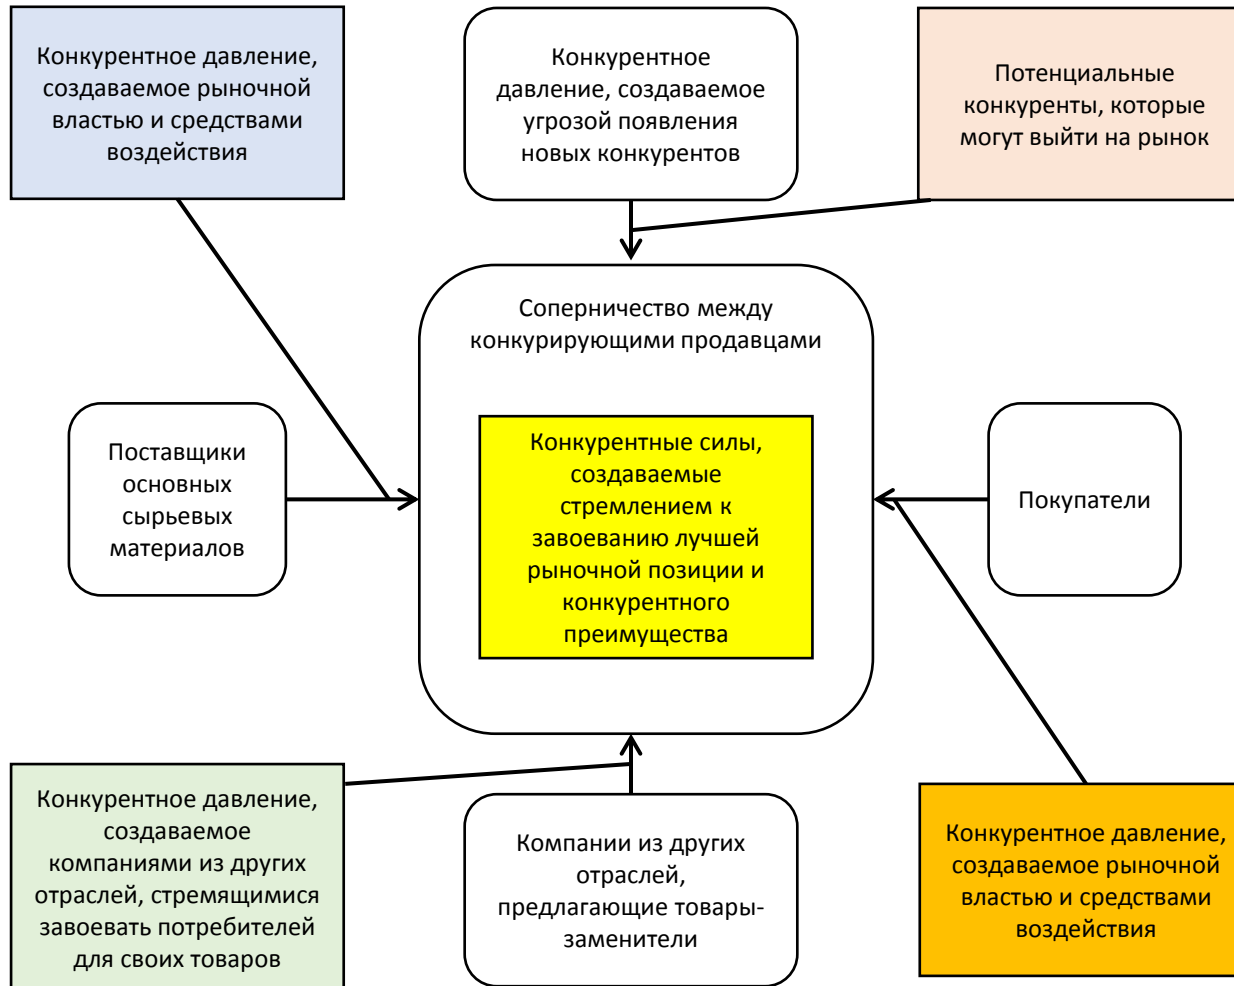 Конкурентное давление,
создаваемое рыночной
властью и средствами
воздействия
Конкурентное
давление, создаваемое
угрозой появления
новых конкурентов
Потенциальные
конкуренты, которые
могут выйти на рынок
Соперничество между
конкурирующими продавцами
Поставщики
основных
сырьевых
материалов
Конкурентные силы,
создаваемые
стремлением к
завоеванию лучшей
рыночной позиции и
конкурентного
преимущества
Покупатели
Конкурентное давление,
создаваемое
компаниями из других
отраслей, стремящимися
завоевать потребителей
для своих товаров
Компании из других
отраслей,
предлагающие товары-
заменители
Конкурентное давление,
создаваемое рыночной
властью и средствами
воздействия